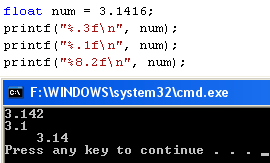 float num = 3.1416;
printf("%.3f\n", num);
printf("%.1f\n", num);
printf("%8.2f\n", num);
F:\WINDOWS\system32\cmd.exe
3.142
3.1
    3.14
Press any key to continue . . . _